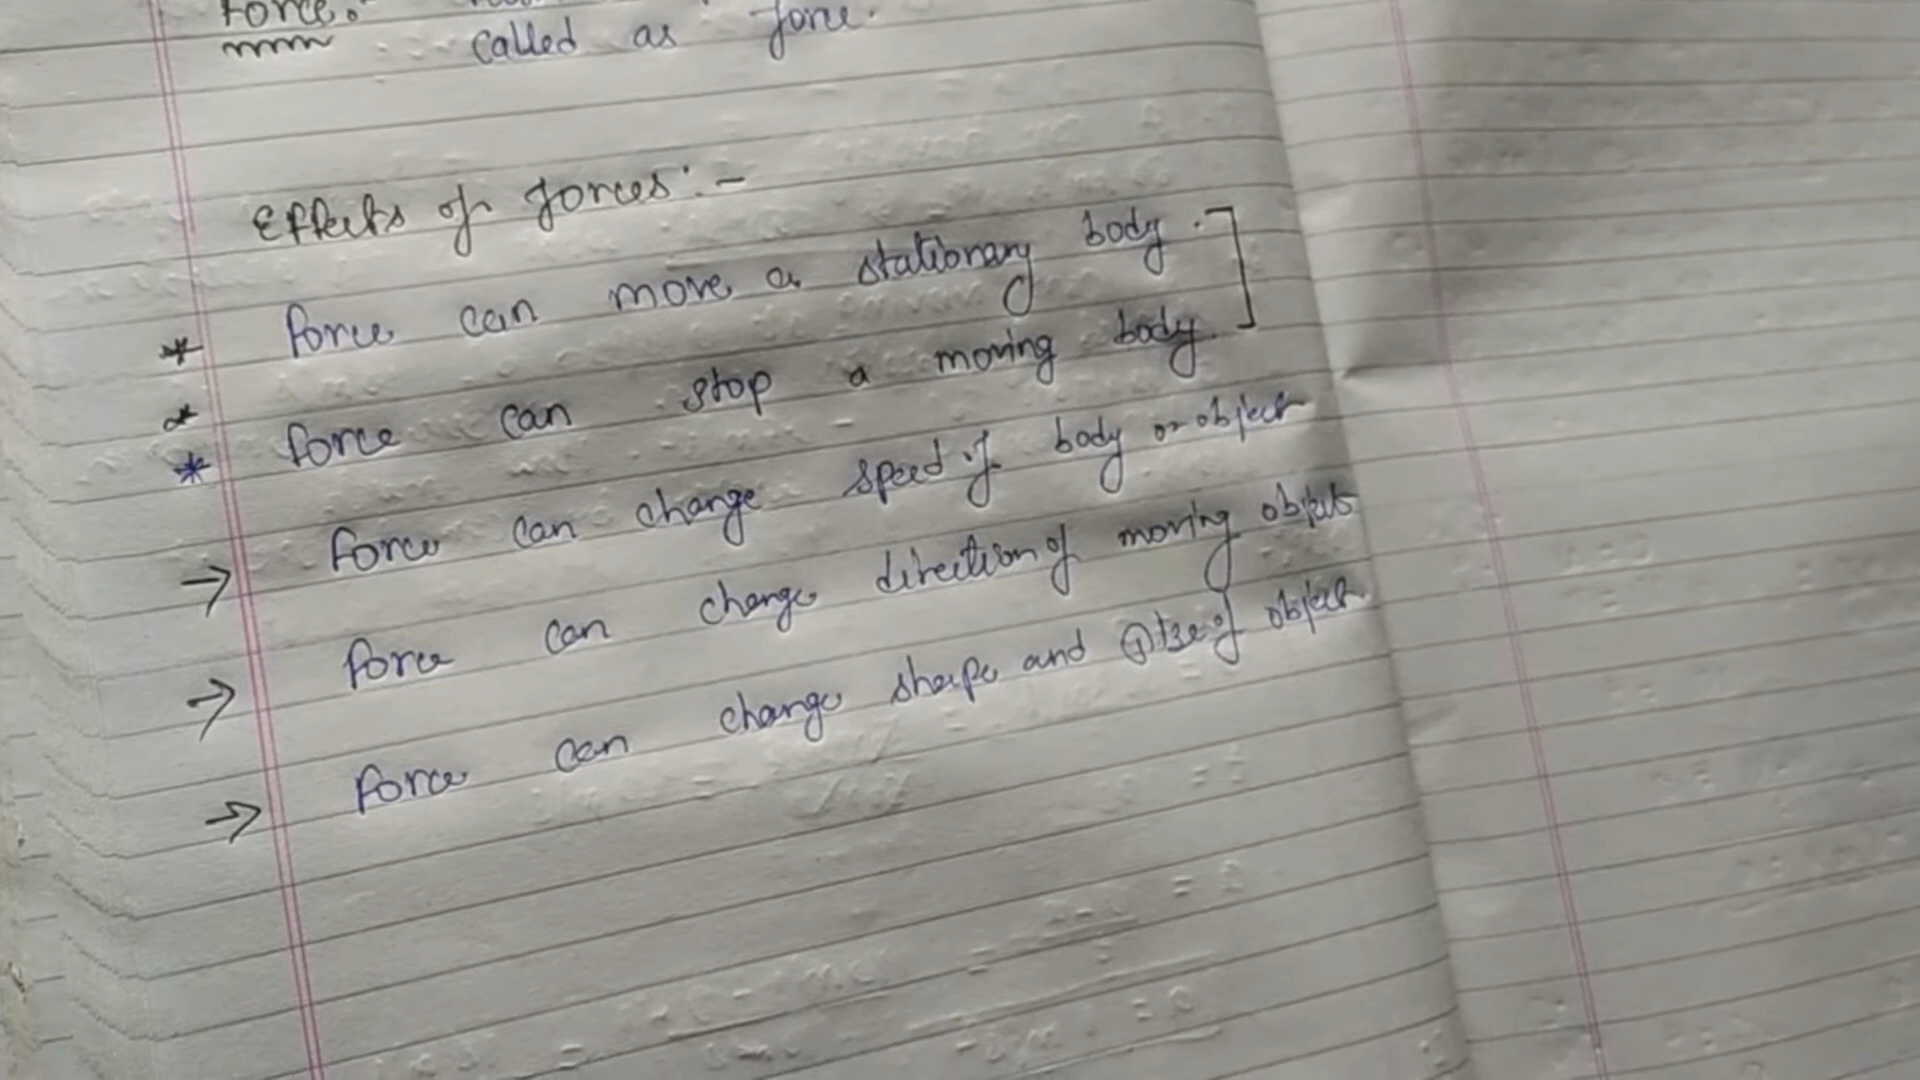 Force.
called as force.
Effects of forces:-
* force can move a stationary body.
* force can stop a moving body.
*
→ force can change speed of body or object
→ force can change direction of moving objects
→ force can change shape and size of object